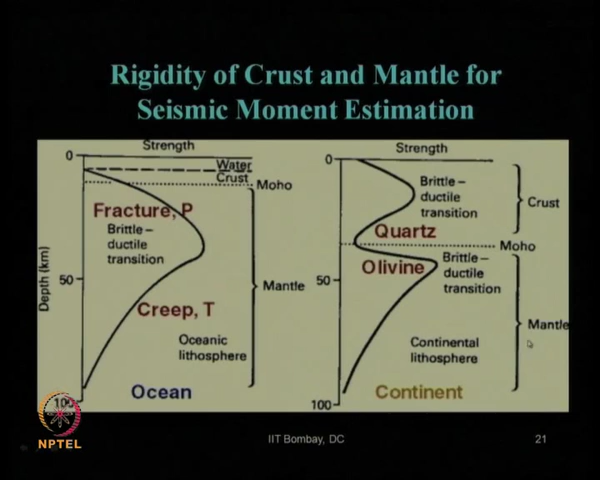 Rigidity of Crust and Mantle for
Seismic Moment Estimation
Strength
0
Water
Crust
Moho
Fracture, P
Brittle–
ductile
transition
Depth (km)
50
Mantle
Creep, T
Oceanic
lithosphere
Ocean
100
Strength
0
Brittle–
ductile
transition
Crust
Quartz
Moho
Olivine
Brittle–
ductile
transition
50
Mantle
Continental
lithosphere
Continent
100
NPTEL
IIT Bombay, DC
21